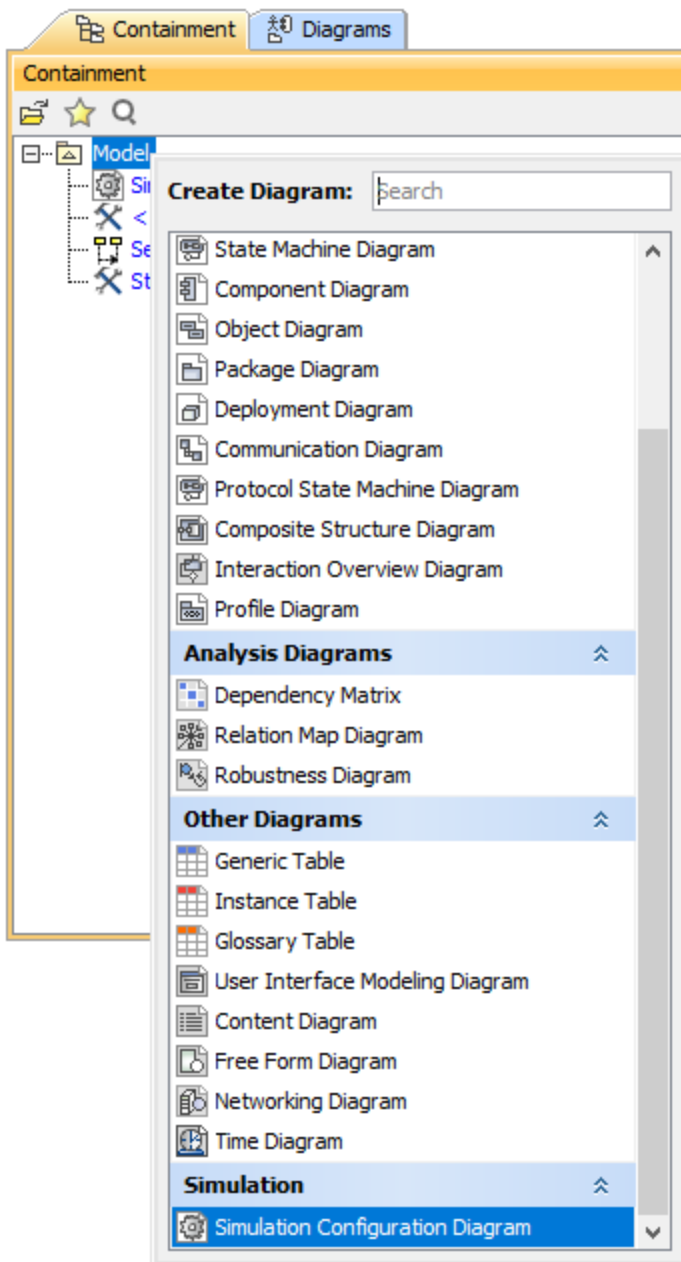 Containment
Diagrams
Containment
Model
Create Diagram:
Search
State Machine Diagram
Component Diagram
Object Diagram
Package Diagram
Deployment Diagram
Communication Diagram
Protocol State Machine Diagram
Composite Structure Diagram
Interaction Overview Diagram
Profile Diagram
Analysis Diagrams
Dependency Matrix
Relation Map Diagram
Robustness Diagram
Other Diagrams
Generic Table
Instance Table
Glossary Table
User Interface Modeling Diagram
Content Diagram
Free Form Diagram
Networking Diagram
Time Diagram
Simulation
Simulation Configuration Diagram